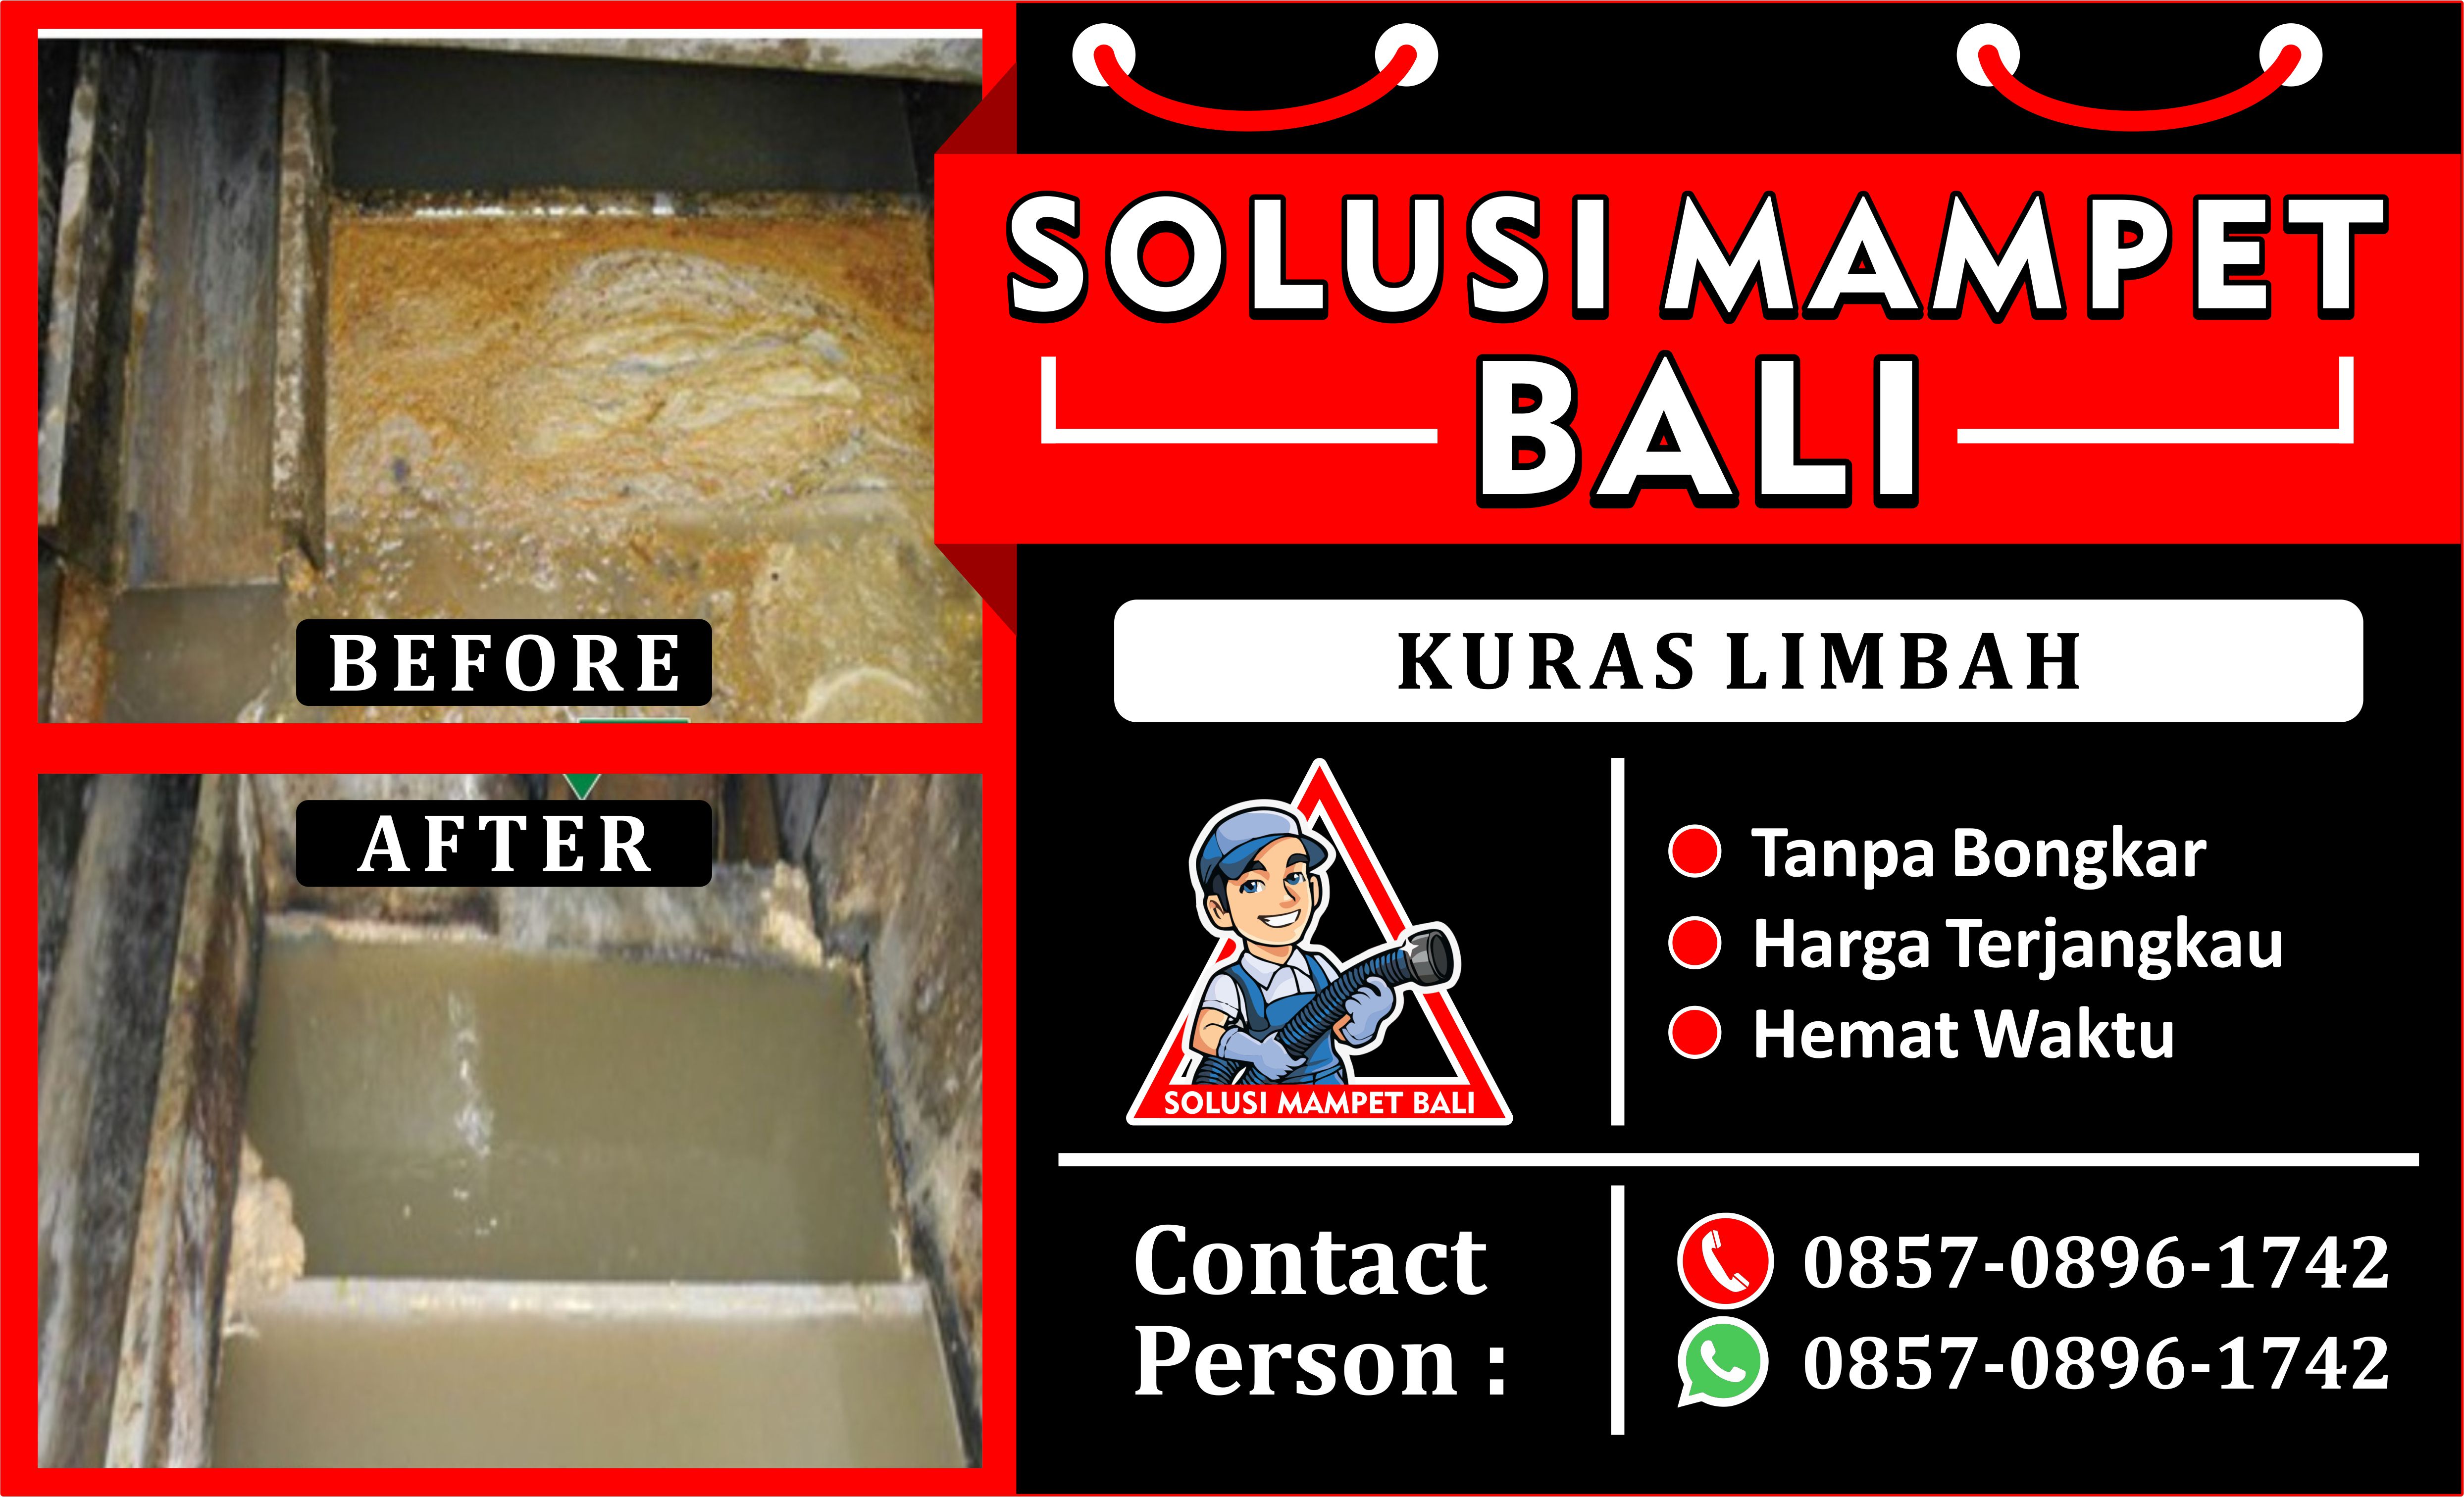 SOLUSI MAMPET
BALI
BEFORE
AFTER
KURAS LIMBAH
SOLUSI MAMPET BALI
Tanpa Bongkar
Harga Terjangkau
Hemat Waktu
Contact
Person :
0857-0896-1742
0857-0896-1742